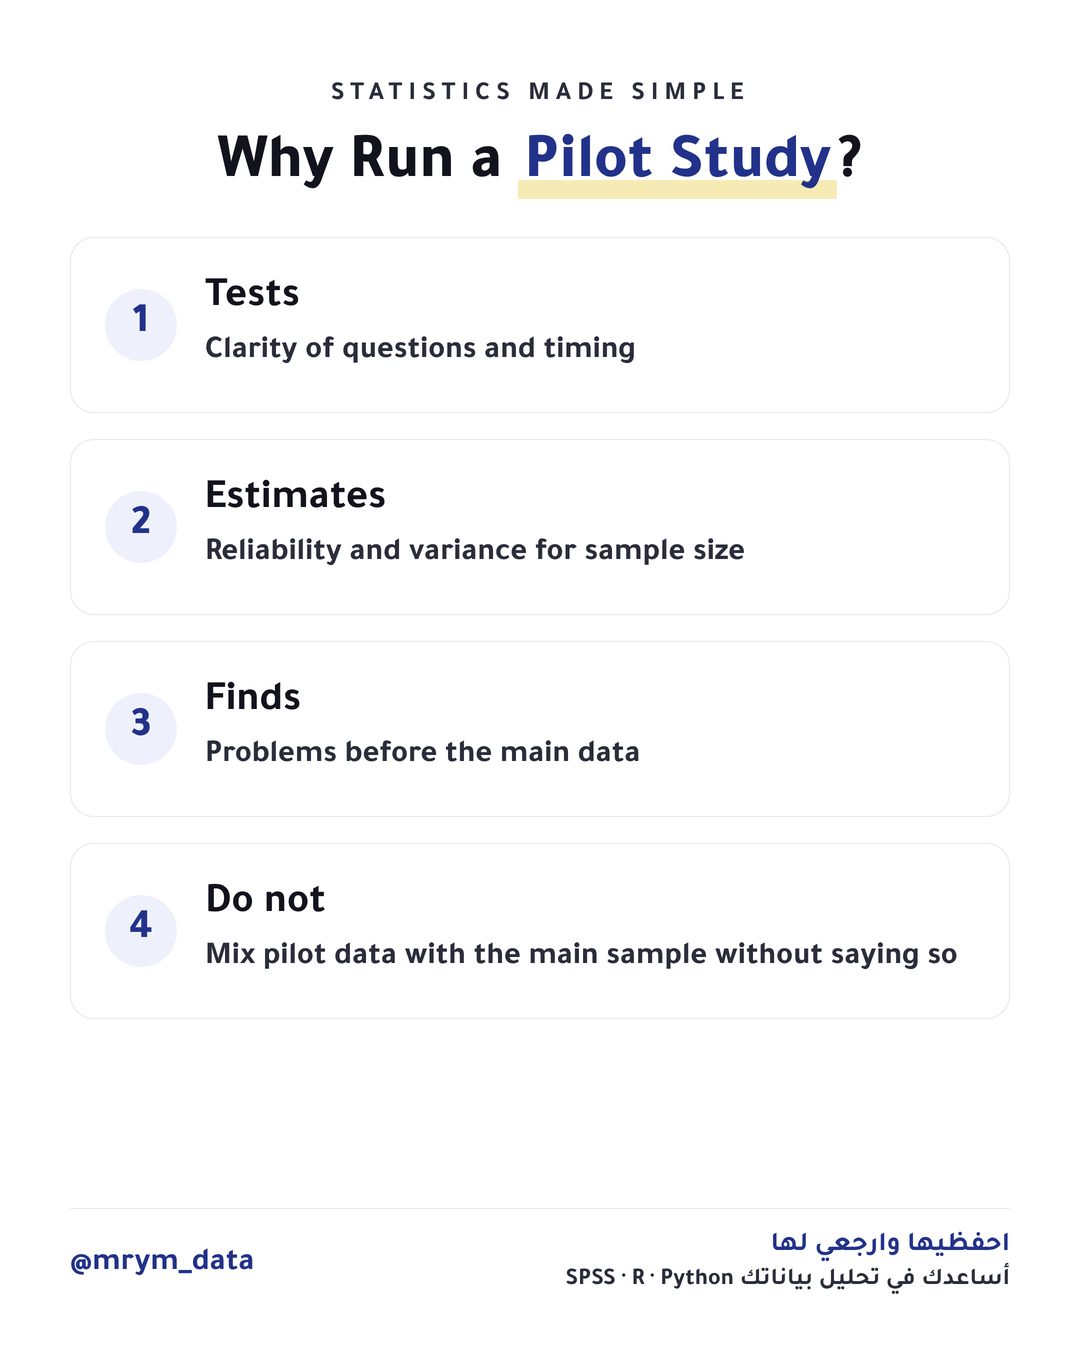 STATISTICS MADE SIMPLE
Why Run a Pilot Study?
1
Tests
Clarity of questions and timing
2
Estimates
Reliability and variance for sample size
3
Finds
Problems before the main data
4
Do not
Mix pilot data with the main sample without saying so
@mrym_data
احفظيها وارجعي لها
أساعدك في تحليل بياناتك SPSS · R · Python